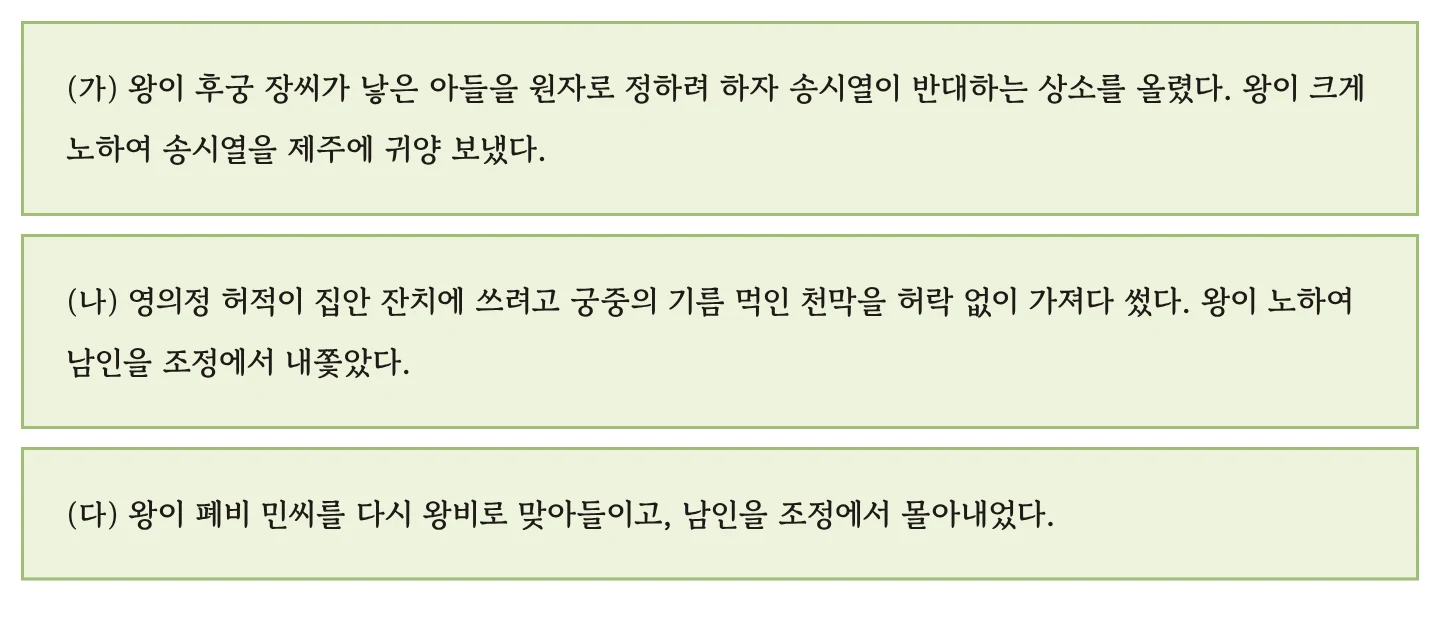 (가) 왕이 후궁 장씨가 낳은 아들을 원자로 정하려 하자 송시열이 반대하는 상소를 올렸다. 왕이 크게
노하여 송시열을 제주에 귀양 보냈다.
(나) 영의정 허적이 집안 잔치에 쓰려고 궁중의 기름 먹인 천막을 허락 없이 가져다 썼다. 왕이 노하여
남인을 조정에서 내쫓았다.
(다) 왕이 폐비 민씨를 다시 왕비로 맞아들이고, 남인을 조정에서 몰아내었다.